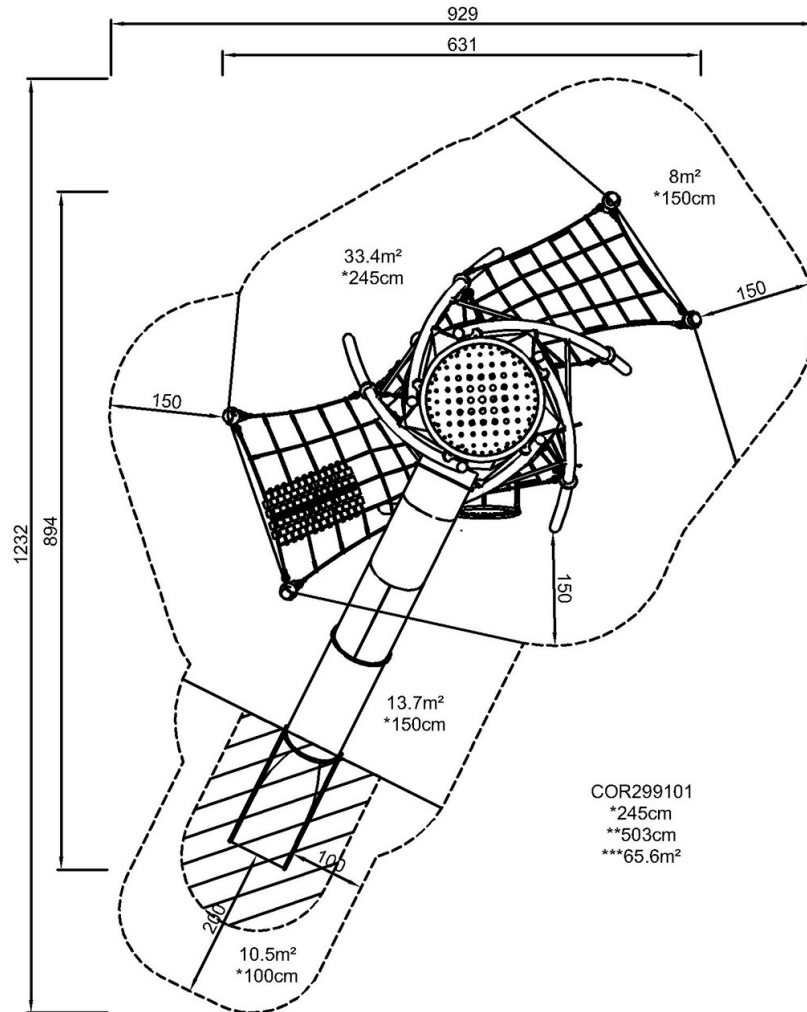 929
631
8m²
*150cm
33.4m²
*245cm
150
150
1232
894
150
13.7m²
*150cm
COR299101
*245cm
**503cm
***65.6m²
100
200
10.5m²
*100cm